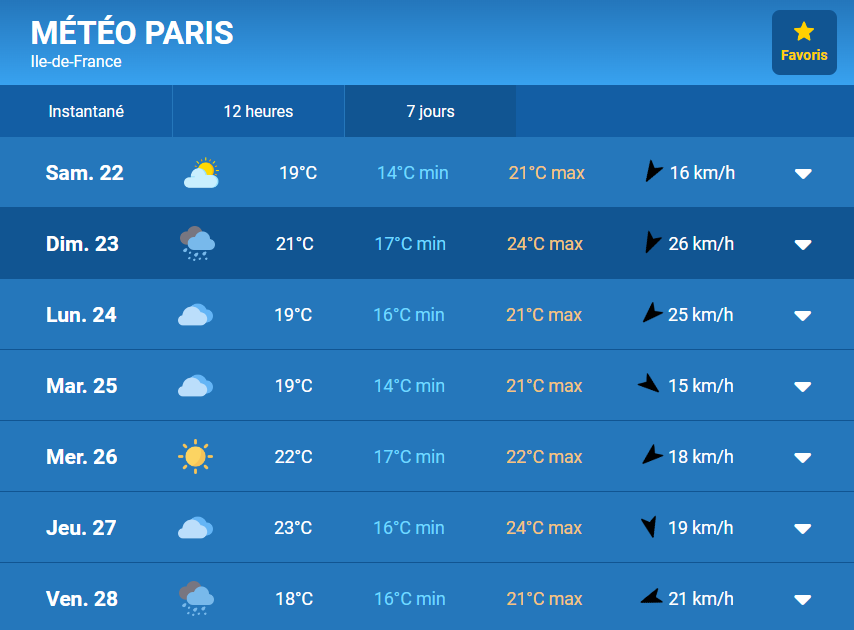 MÉTÉO PARIS
Ile-de-France
Favoris
Instantané 12 heures 7 jours
Sam. 22 19°C 14°C min 21°C max 16 km/h
Dim. 23 21°C 17°C min 24°C max 26 km/h
Lun. 24 19°C 16°C min 21°C max 25 km/h
Mar. 25 19°C 14°C min 21°C max 15 km/h
Mer. 26 22°C 17°C min 22°C max 18 km/h
Jeu. 27 23°C 16°C min 24°C max 19 km/h
Ven. 28 18°C 16°C min 21°C max 21 km/h